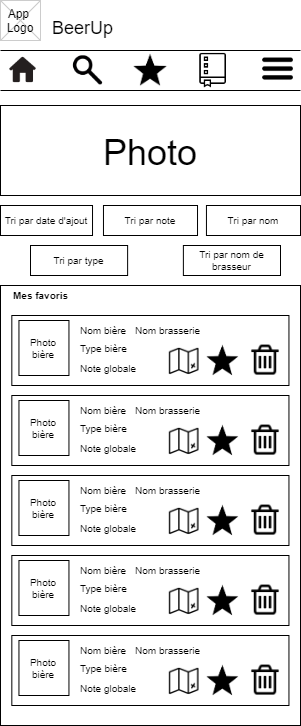 App
Logo
BeerUp
Photo
Tri par date d'ajout
Tri par note
Tri par nom
Tri par type
Tri par nom de
brasseur
Mes favoris
Photo
bière
Nom bière Nom brasserie
Type bière
Note globale
Photo
bière
Nom bière Nom brasserie
Type bière
Note globale
Photo
bière
Nom bière Nom brasserie
Type bière
Note globale
Photo
bière
Nom bière Nom brasserie
Type bière
Note globale
Photo
bière
Nom bière Nom brasserie
Type bière
Note globale